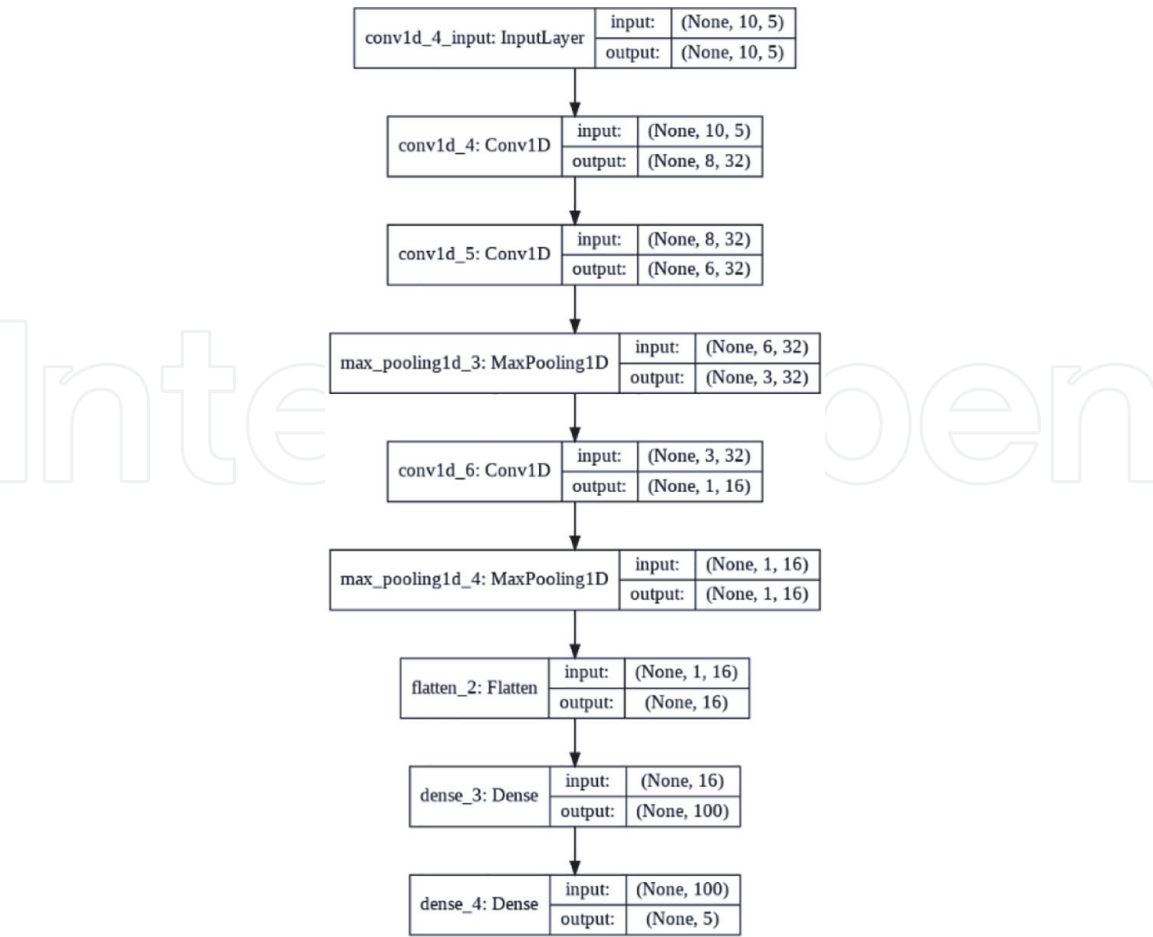 conv1d_4_input: InputLayer
input: (None, 10, 5)
output: (None, 10, 5)
conv1d_4: Conv1D
input: (None, 10, 5)
output: (None, 8, 32)
conv1d_5: Conv1D
input: (None, 8, 32)
output: (None, 6, 32)
max_pooling1d_3: MaxPooling1D
input: (None, 6, 32)
output: (None, 3, 32)
conv1d_6: Conv1D
input: (None, 3, 32)
output: (None, 1, 16)
max_pooling1d_4: MaxPooling1D
input: (None, 1, 16)
output: (None, 1, 16)
flatten_2: Flatten
input: (None, 1, 16)
output: (None, 16)
dense_3: Dense
input: (None, 16)
output: (None, 100)
dense_4: Dense
input: (None, 100)
output: (None, 5)